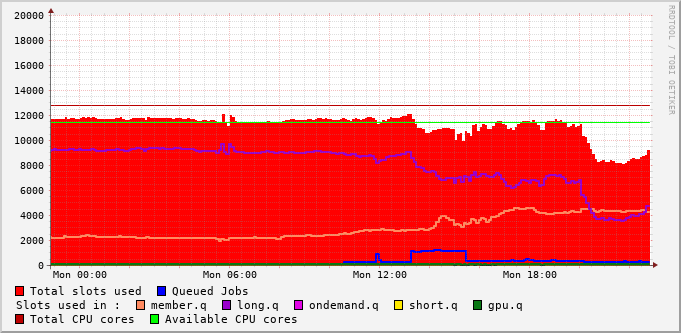 20000
18000
16000
14000
12000
10000
8000
6000
4000
2000
0
Mon 00:00 Mon 06:00 Mon 12:00 Mon 18:00
Total slots used Queued Jobs
Slots used in : member.q long.q ondemand.q short.q gpu.q
Total CPU cores Available CPU cores
RRDTOOL / TOBI OETIKER